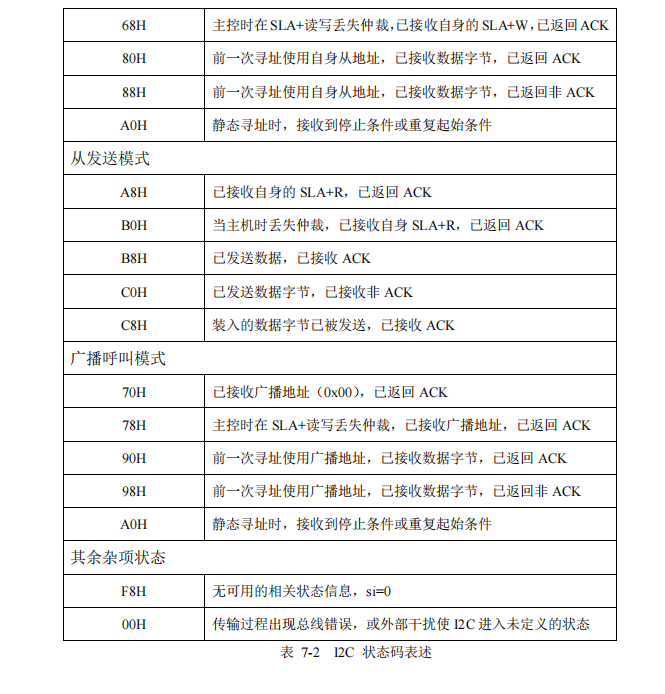 68H 主控时在 SLA+读写丢失仲裁,已接收自身的 SLA+W,已返回 ACK
80H 前一次寻址使用自身从地址，已接收数据字节，已返回 ACK
88H 前一次寻址使用自身从地址，已接收数据字节，已返回非 ACK
A0H 静态寻址时，接收到停止条件或重复起始条件
从发送模式
A8H 已接收自身的 SLA+R，已返回 ACK
B0H 当主机时丢失仲裁，已接收自身 SLA+R，已返回 ACK
B8H 已发送数据，已接收 ACK
C0H 已发送数据字节，已接收非 ACK
C8H 装入的数据字节已被发送，已接收 ACK
广播呼叫模式
70H 已接收广播地址（0x00），已返回 ACK
78H 主控时在 SLA+读写丢失仲裁，已接收广播地址，已返回 ACK
90H 前一次寻址使用广播地址，已接收数据字节，已返回 ACK
98H 前一次寻址使用广播地址，已接收数据字节，已返回非 ACK
A0H 静态寻址时，接收到停止条件或重复起始条件
其余杂项状态
F8H 无可用的相关状态信息，si=0
00H 传输过程出现总线错误，或外部干扰使 I2C 进入未定义的状态
表 7-2 I2C 状态码表述